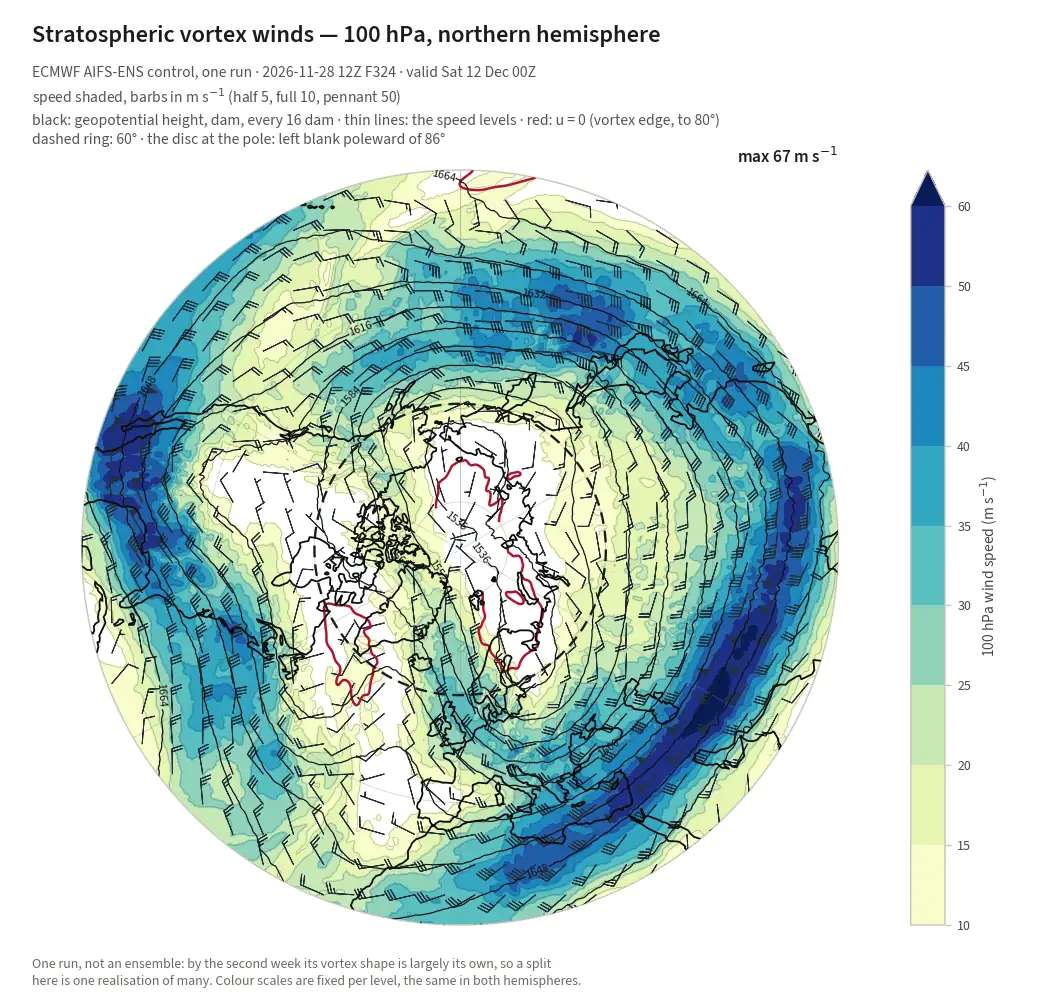 Stratospheric vortex winds — 100 hPa, northern hemisphere
ECMWF AIFS-ENS control, one run · 2026-11-28 12Z F324 · valid Sat 12 Dec 00Z
speed shaded, barbs in m s⁻¹ (half 5, full 10, pennant 50)
black: geopotential height, dam, every 16 dam · thin lines: the speed levels · red: u = 0 (vortex edge, to 80°)
dashed ring: 60° · the disc at the pole: left blank poleward of 86°
max 67 m s⁻¹
1664
1632
1664
1616
1584
1536
1536
1664
1648
60
50
45
40
35
30
25
20
15
10
100 hPa wind speed (m s⁻¹)
One run, not an ensemble: by the second week its vortex shape is largely its own, so a split
here is one realisation of many. Colour scales are fixed per level, the same in both hemispheres.